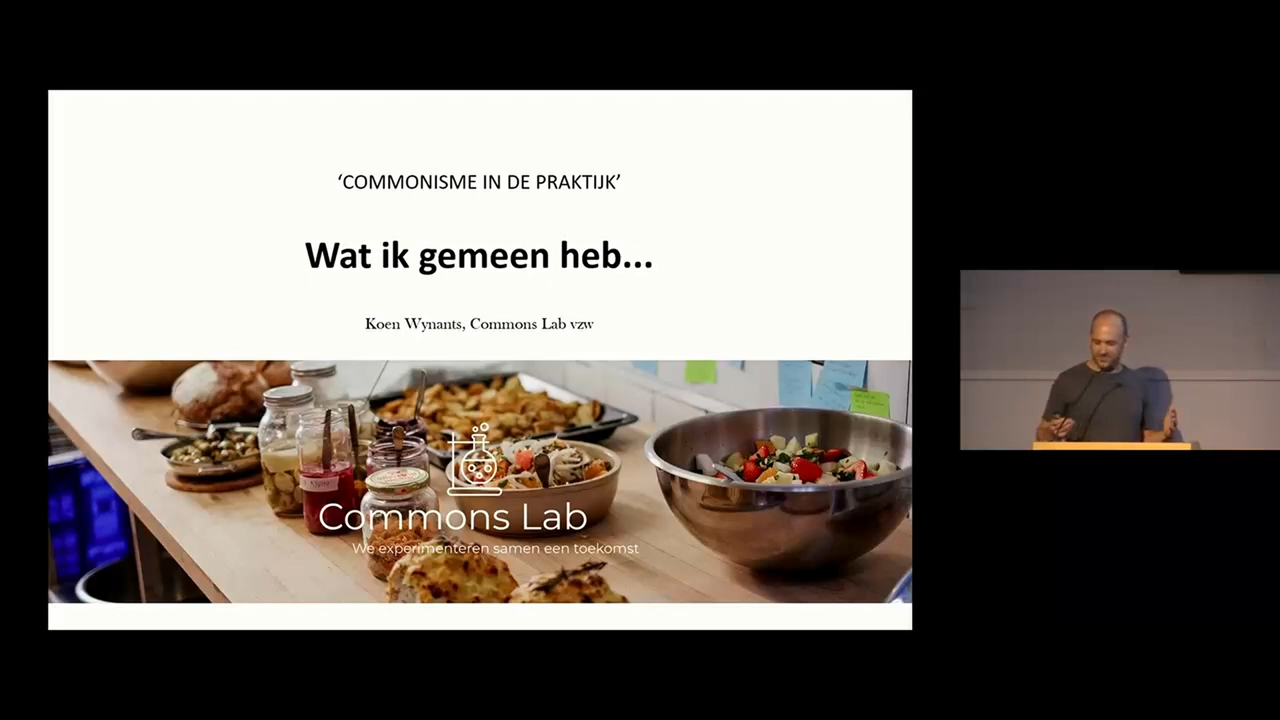 ‘COMMONISME IN DE PRAKTIJK’
Wat ik gemeen heb...
Koen Wynants, Commons Lab vzw
Commons Lab
We experimenteren samen een toekomst